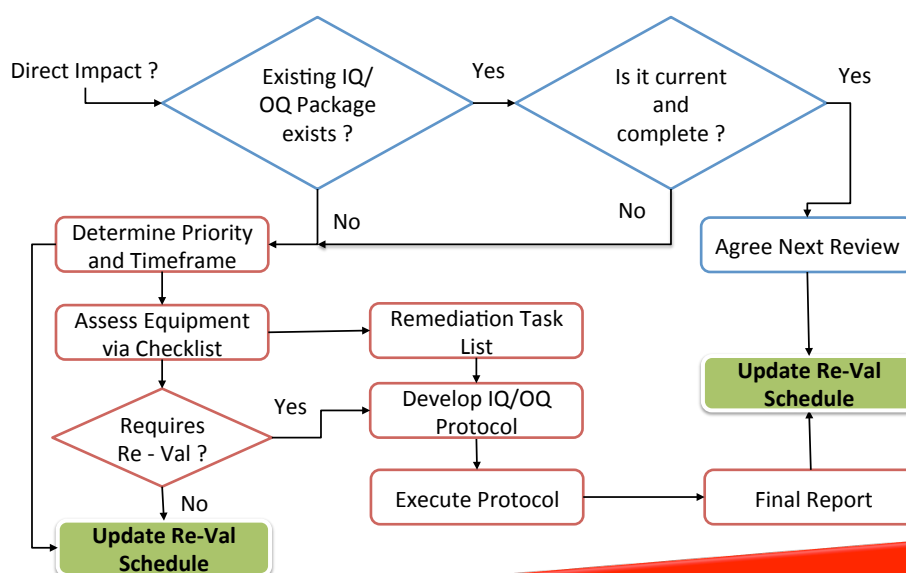 Direct Impact ?
Existing IQ/
OQ Package
exists ?
Yes
Is it current
and
complete ?
Yes
No
No
Determine Priority
and Timeframe
Agree Next Review
Assess Equipment
via Checklist
Remediation Task
List
Update Re-Val
Schedule
Requires
Re - Val ?
Yes
Develop IQ/OQ
Protocol
No
Execute Protocol
Final Report
Update Re-Val
Schedule